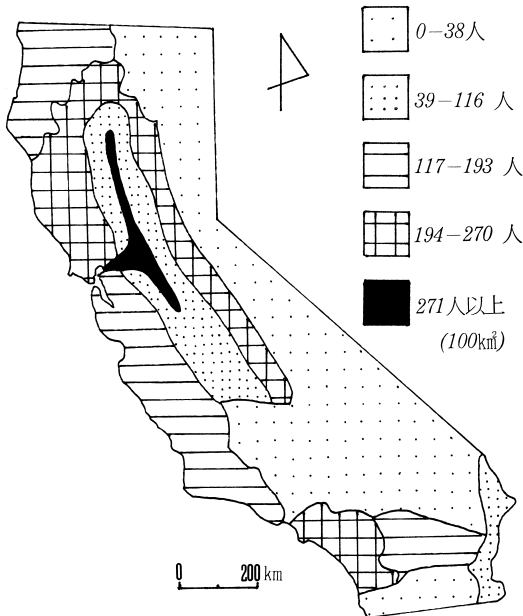 0-38人
39-116 人
117-193 人
194-270 人
271人以上
(100km²)
0 200 km